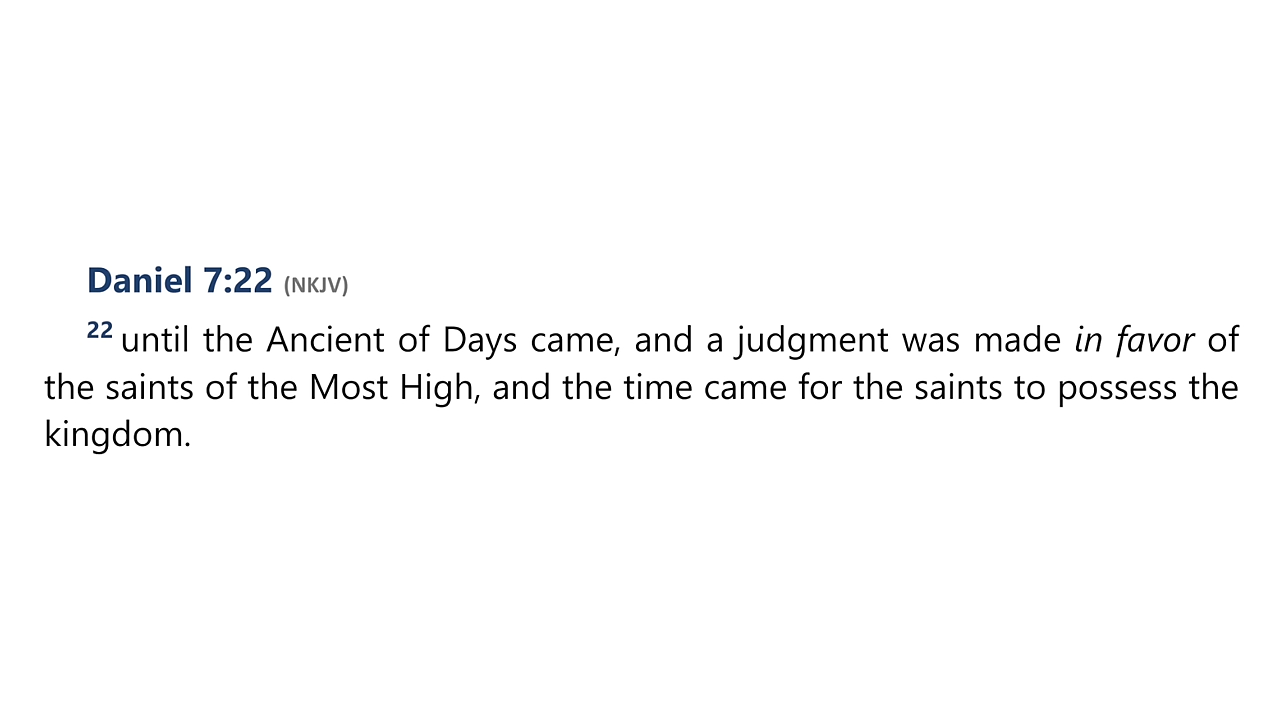 Daniel 7:22 (NKJV)
22 until the Ancient of Days came, and a judgment was made in favor of
the saints of the Most High, and the time came for the saints to possess the
kingdom.